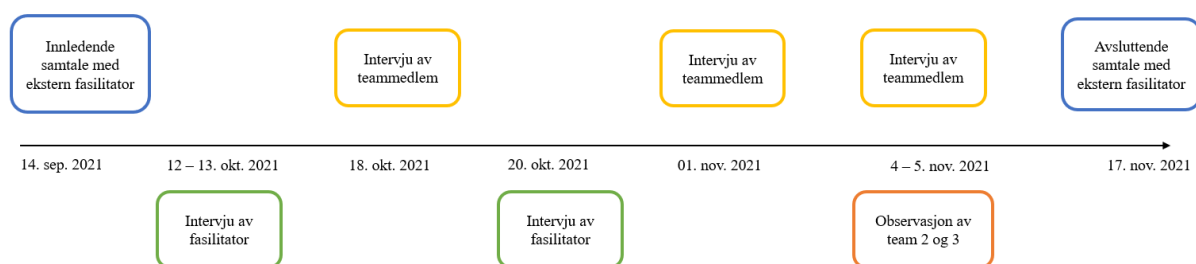 Innledende
samtale med
ekstern fasilitator
Intervju av
teammedlem
Intervju av
teammedlem
Intervju av
teammedlem
Avsluttende
samtale med
ekstern fasilitator
14. sep. 2021
12 – 13. okt. 2021
18. okt. 2021
20. okt. 2021
01. nov. 2021
4 – 5. nov. 2021
17. nov. 2021
Intervju av
fasilitator
Intervju av
fasilitator
Observasjon av
team 2 og 3